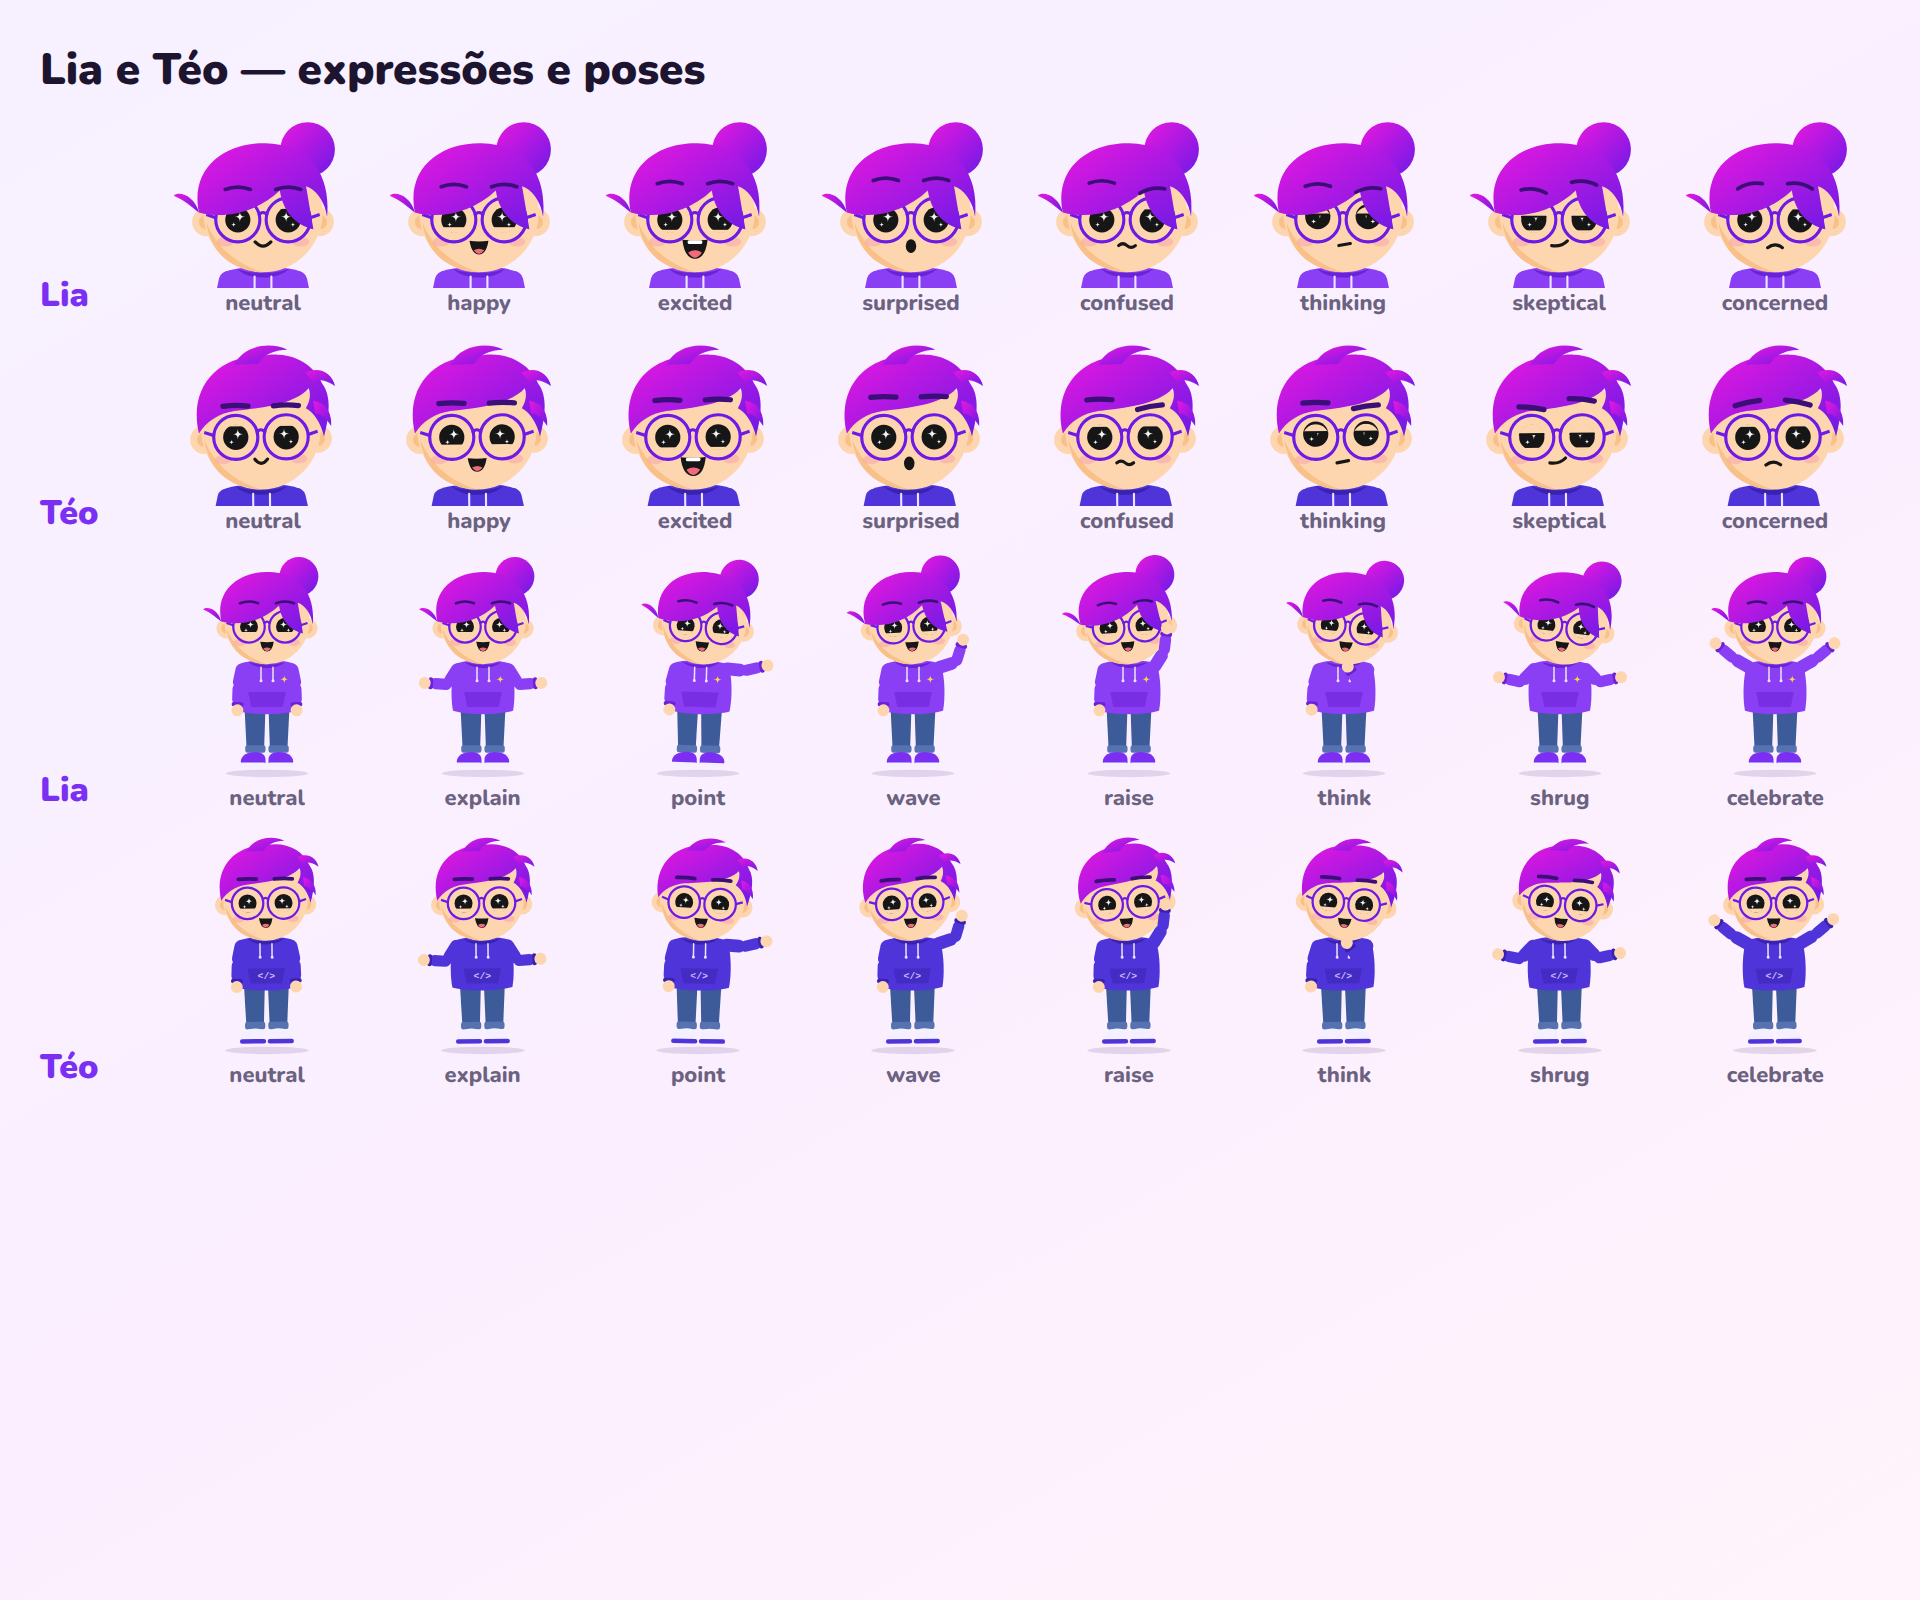 Lia e Téo — expressões e poses
Lia
neutral happy excited surprised confused thinking skeptical concerned
Téo
neutral happy excited surprised confused thinking skeptical concerned
Lia
neutral explain point wave raise think shrug celebrate
</> </> </> </> </> </> </> </>
Téo
neutral explain point wave raise think shrug celebrate